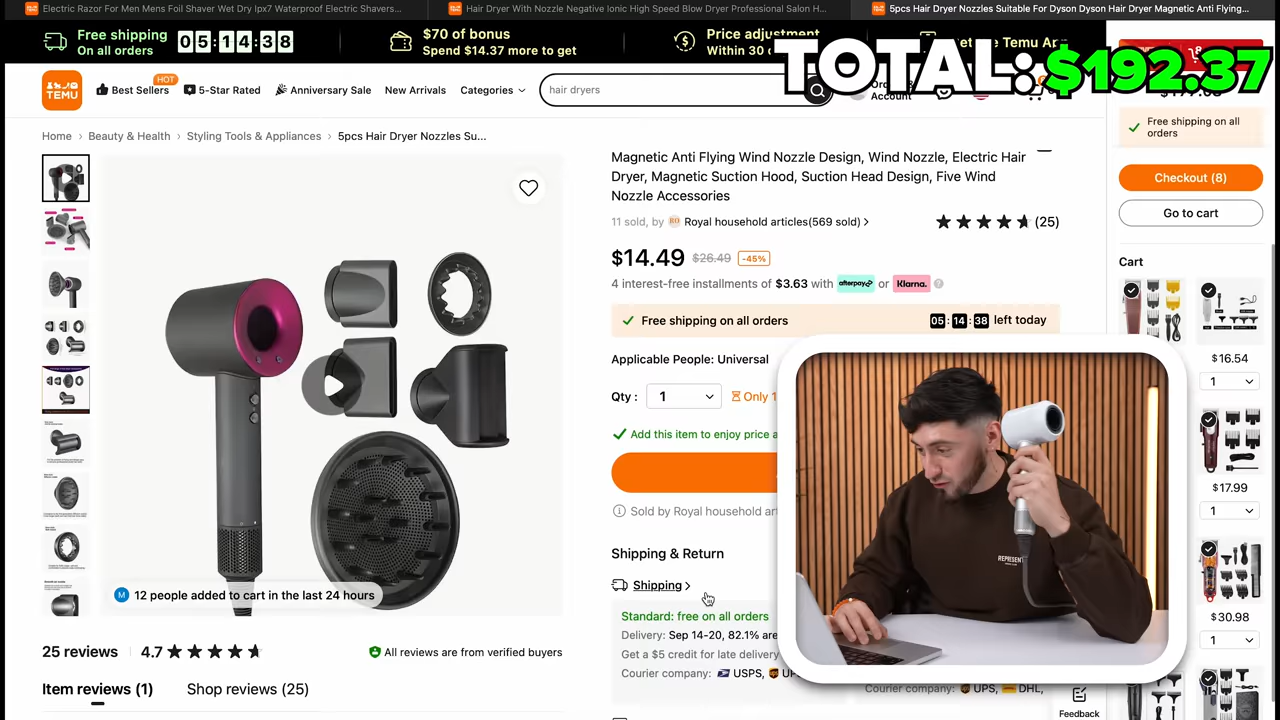 Electric Razor For Men Mens Foil Shaver Wet Dry Ipx7 Waterproof Electric Shavers...
Hair Dryer With Nozzle Negative Ionic High Speed Blow Dryer Professional Salon H...
5pcs Hair Dryer Nozzles Suitable For Dyson Dyson Hair Dryer Magnetic Anti Flying...
Free shipping
On all orders
05:14:38
$70 of bonus
Spend $14.37 more to get
Price adjustment
Within 30
TOTAL: $192.37
TEMU
Best Sellers
HOT
5-Star Rated
Anniversary Sale
New Arrivals
Categories
hair dryers
Account
Free shipping on all orders
Home › Beauty & Health › Styling Tools & Appliances › 5pcs Hair Dryer Nozzles Su...
Magnetic Anti Flying Wind Nozzle Design, Wind Nozzle, Electric Hair
Dryer, Magnetic Suction Hood, Suction Head Design, Five Wind
Nozzle Accessories
11 sold, by RO Royal household articles(569 sold) >
(25)
$14.49 $26.49 -45%
4 interest-free installments of $3.63 with afterpay or Klarna. ?
Free shipping on all orders 05:14:38 left today
Applicable People: Universal
Qty : 1 Only 1
Add this item to enjoy price a
Sold by Royal household art
Shipping & Return
Shipping >
Standard: free on all orders
Delivery: Sep 14-20, 82.1% are
Get a $5 credit for late delivery
Courier company: USPS, UP
Courier company: UPS, DHL,
M 12 people added to cart in the last 24 hours
25 reviews 4.7
All reviews are from verified buyers
Item reviews (1) Shop reviews (25)
Checkout (8)
Go to cart
Cart
$16.54
1
$17.99
1
$30.98
1
Feedback
REPRESENT